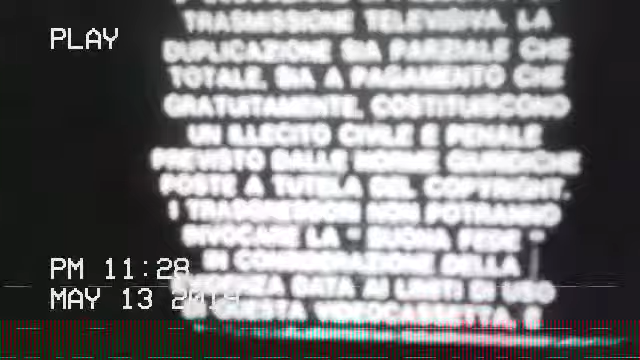 PLAY
TRASMISSIONE TELEVISIVA. LA
DUPLICAZIONE SIA PARZIALE CHE
TOTALE, SIA A PAGAMENTO CHE
GRATUITAMENTE, COSTITUISCONO
UN ILLECITO CIVILE E PENALE
PREVISTO DALLE NORME GIURIDICHE
POSTE A TUTELA DEL COPYRIGHT.
I TRASGRESSORI NON POTRANNO
INVOCARE LA " BUONA FEDE "
IN CONSIDERAZIONE DELLA
DATA AI LIMITI DI USO
DI QUESTA VIDEOCASSETTA, E
PM 11:28
MAY 13 2019